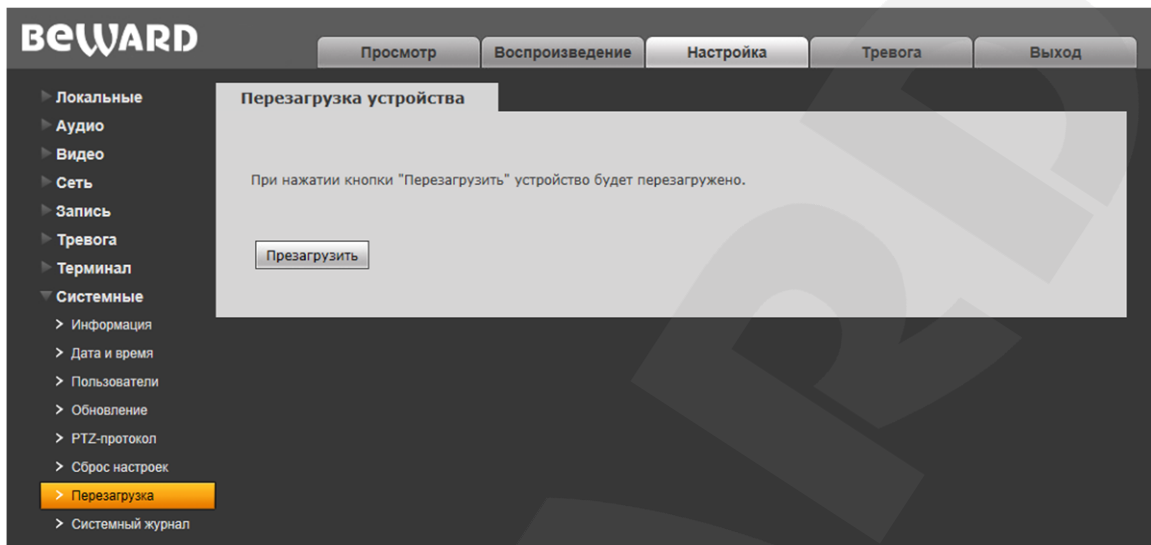 BEWARD
Просмотр
Воспроизведение
Настройка
Тревога
Выход
Локальные
Аудио
Видео
Сеть
Запись
Тревога
Терминал
Системные
Информация
Дата и время
Пользователи
Обновление
PTZ-протокол
Сброс настроек
Перезагрузка
Системный журнал
Перезагрузка устройства
При нажатии кнопки "Перезагрузить" устройство будет перезагружено.
Презагрузить